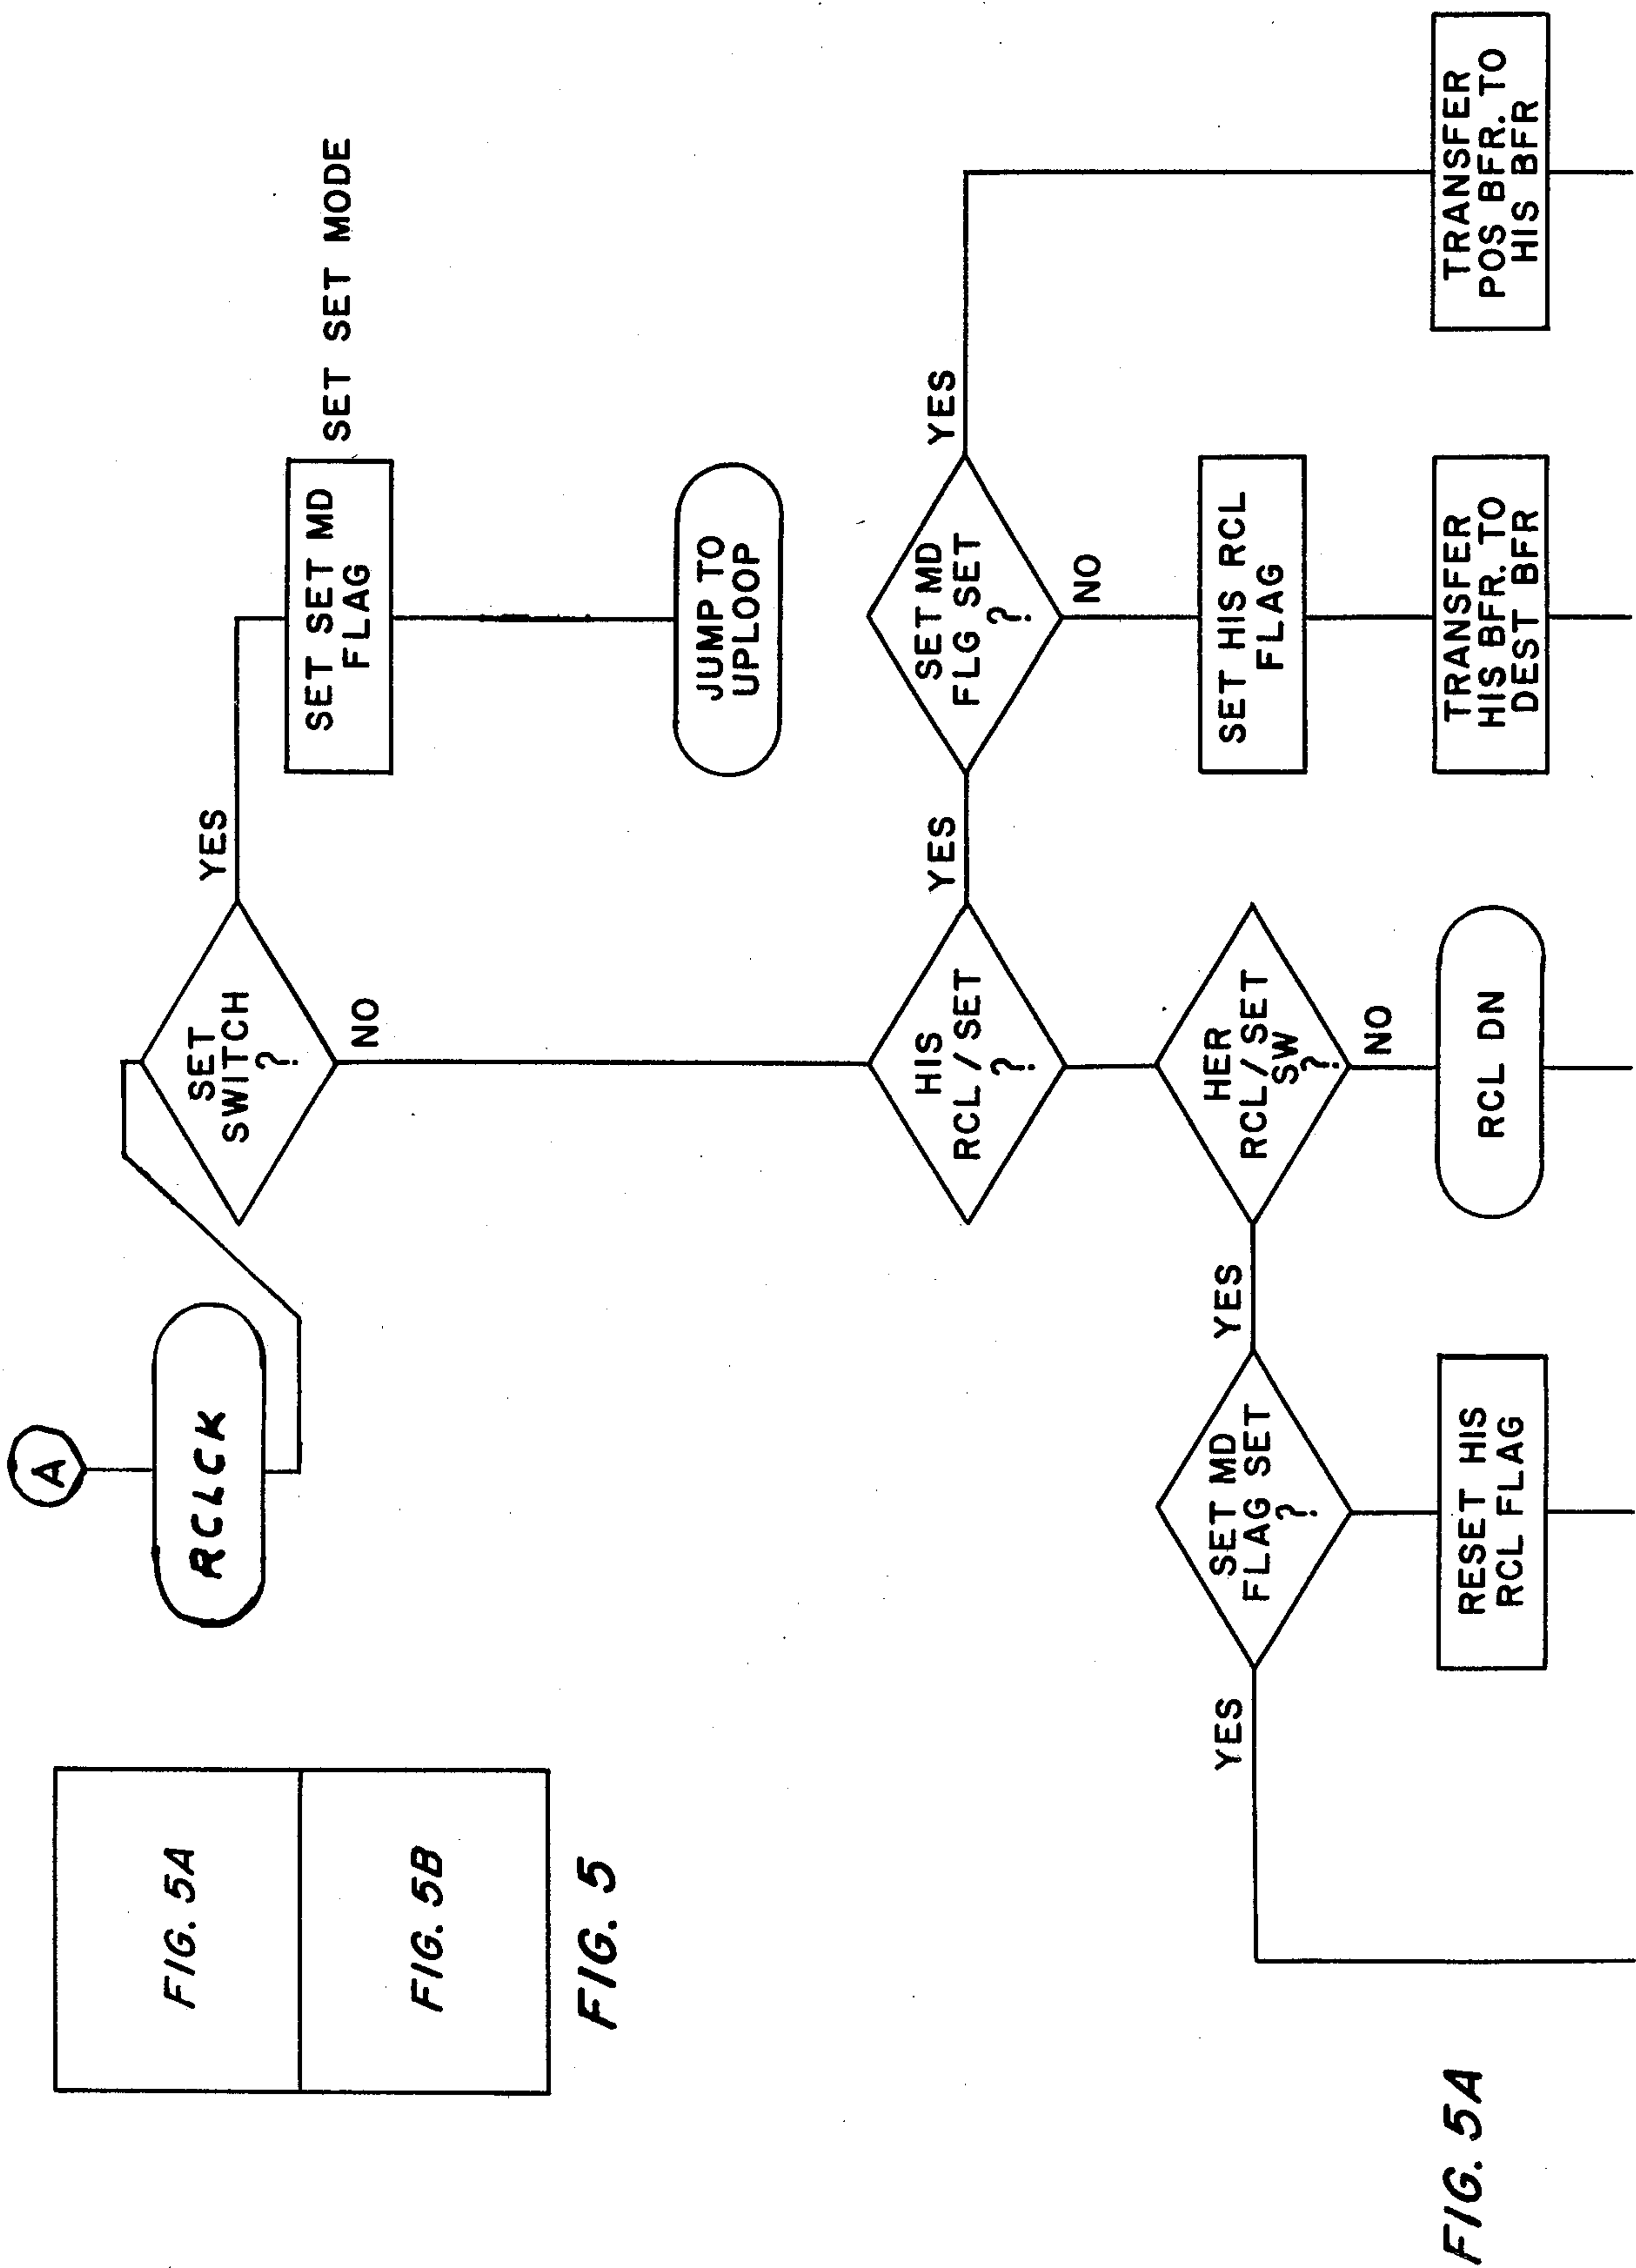 FIG. 5A
FIG. 5B
FIG. 5
A
RCLCK
SET
SWITCH
?
YES
NO
SET SET MD
FLAG
SET SET MODE
JUMP TO
UPLOOP
HIS
RCL/SET
?
YES
SET MD
FLG SET
?
YES
NO
HER
RCL/SET
SW
?
YES
NO
SET MD
FLAG SET
?
YES
SET HIS RCL
FLAG
RESET HIS
RCL FLAG
RCL DN
TRANSFER
HIS BFR. TO
DEST BFR
TRANSFER
POS BFR. TO
HIS BFR
FIG. 5A